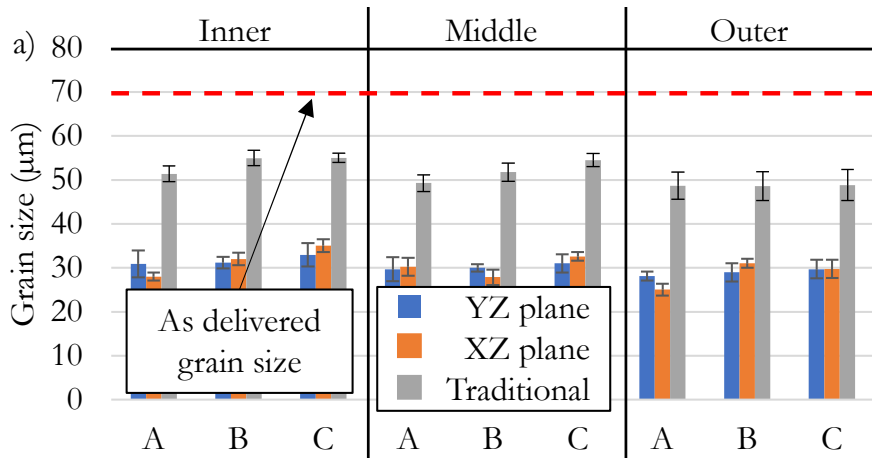 a)
Inner
Middle
Outer
Grain size (µm)
80
70
60
50
40
30
20
10
0
As delivered
grain size
YZ plane
XZ plane
Traditional
A
B
C
A
B
C
A
B
C